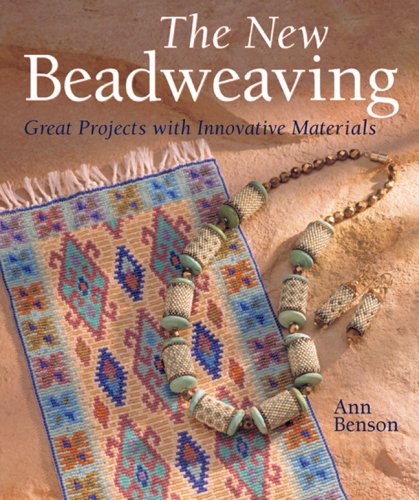 The New
Beadweaving
Great Projects with Innovative Materials
Ann
Benson